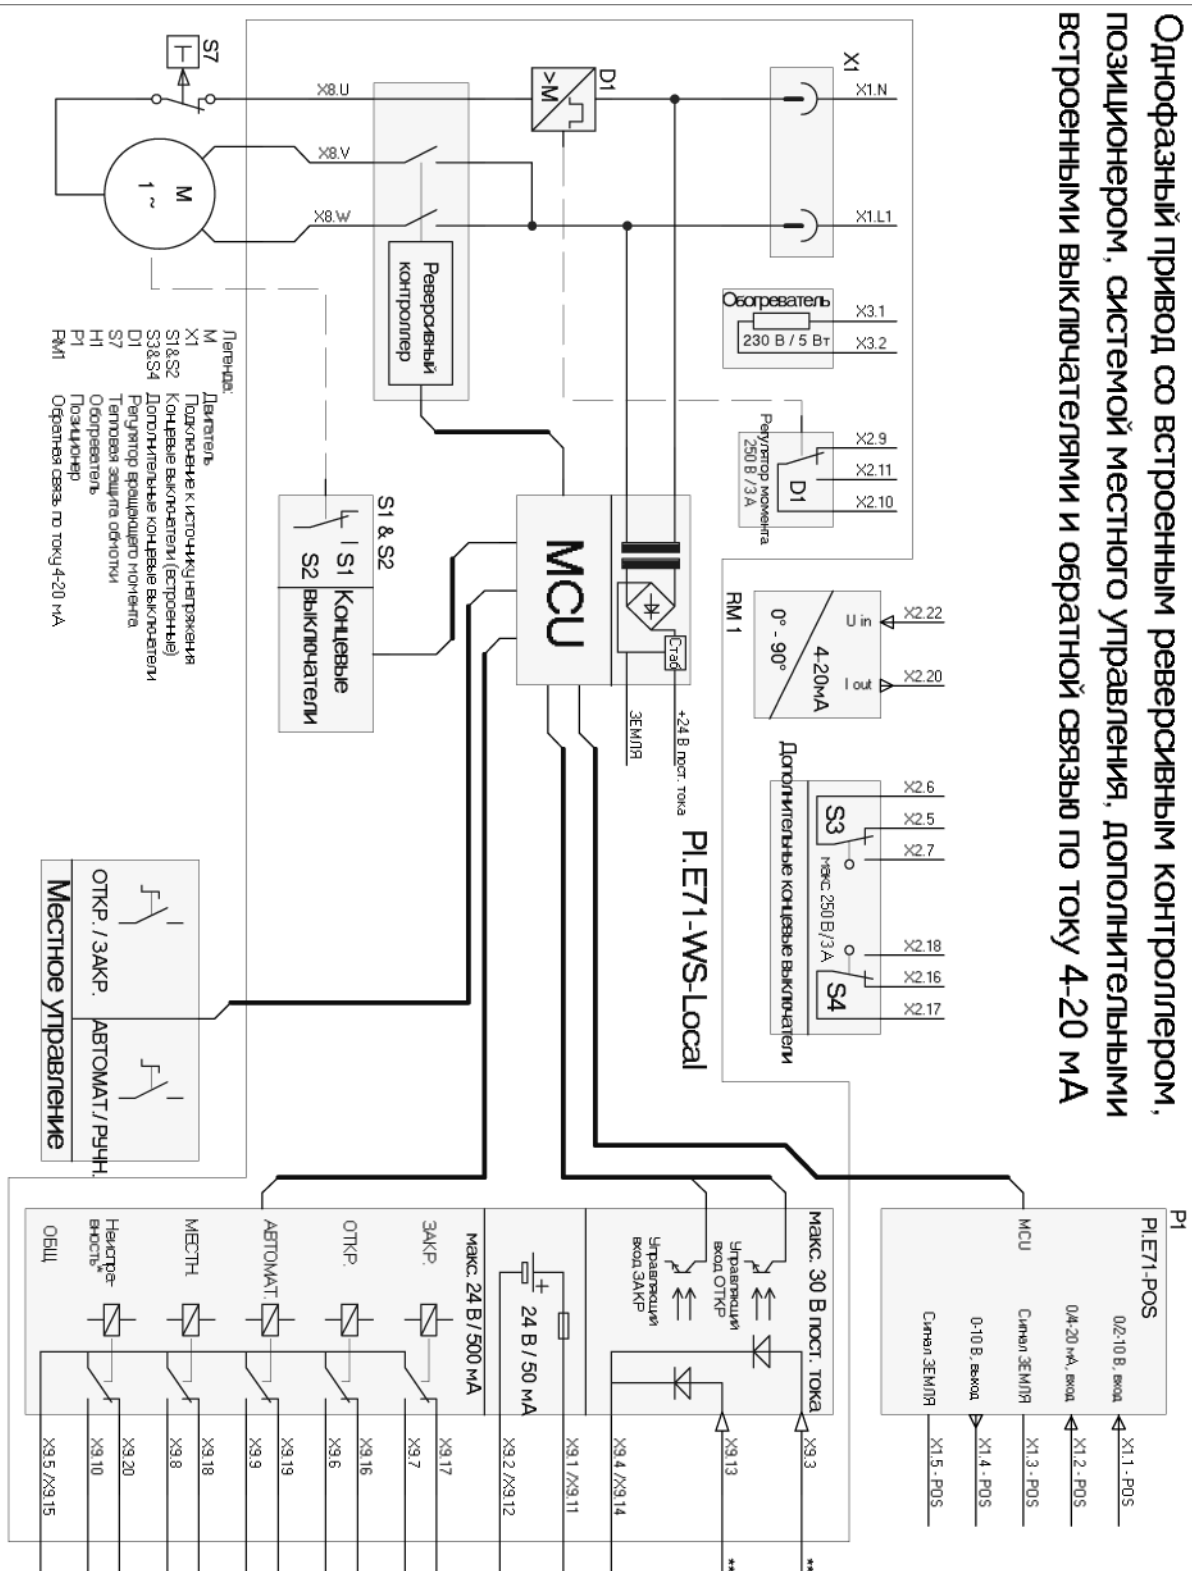 Однофазный привод со встроенным реверсивным контроллером,
позиционером, системой местного управления, дополнительными
встроенными выключателями и обратной связью по току 4-20 мА
X1
X1.N
X1.L1
D1
>M
S7
X8.U
X8.V
X8.W
M
1 ~
Реверсивный
контроллер
Обогреватель
230 В / 5 Вт
X3.1
X3.2
Регулятор момента
250 В / 3 А
D1
X2.9
X2.11
X2.10
RM 1
0° - 90°
4-20мА
U in
I out
X2.22
X2.20
Дополнительные концевые выключатели
S3
макс. 250 В / 3 А
S4
X2.6
X2.5
X2.7
X2.18
X2.16
X2.17
S1 & S2
S1
S2
Концевые
выключатели
MCU
Стаб
+24 В пост. тока
ЗЕМЛЯ
PI.E71-WS-Local
Легенда:
M Двигатель
X1 Подключение к источнику напряжения
S1&S2 Концевые выключатели (встроенные)
S3&S4 Дополнительные концевые выключатели
D1 Регулятор вращающего момента
S7 Тепловая защита обмотки
H1 Обогреватель
P1 Позиционер
RM1 Обратная связь по току 4-20 мА
ОТКР. / ЗАКР.
АВТОМАТ./ РУЧН.
Местное управление
P1
PI.E71-POS
MCU
0/2-10 В, вход
0/4-20 мА, вход
Сигнал ЗЕМЛЯ
0-10 В, выход
Сигнал ЗЕМЛЯ
X1.1 - POS
X1.2 - POS
X1.3 - POS
X1.4 - POS
X1.5 - POS
макс. 30 В пост. тока
Управляющий
вход ОТКР
Управляющий
вход ЗАКР
24 В / 50 мА
+
макс. 24 В / 500 мА
ЗАКР.
ОТКР.
АВТОМАТ.
МЕСТН.
Неиспра-
вность*
ОБЩ
X9.3
X9.13
X9.4 /X9.14
X9.1 /X9.11
X9.2 /X9.12
X9.17
X9.7
X9.16
X9.6
X9.19
X9.9
X9.18
X9.8
X9.20
X9.10
X9.5 /X9.15
**
**